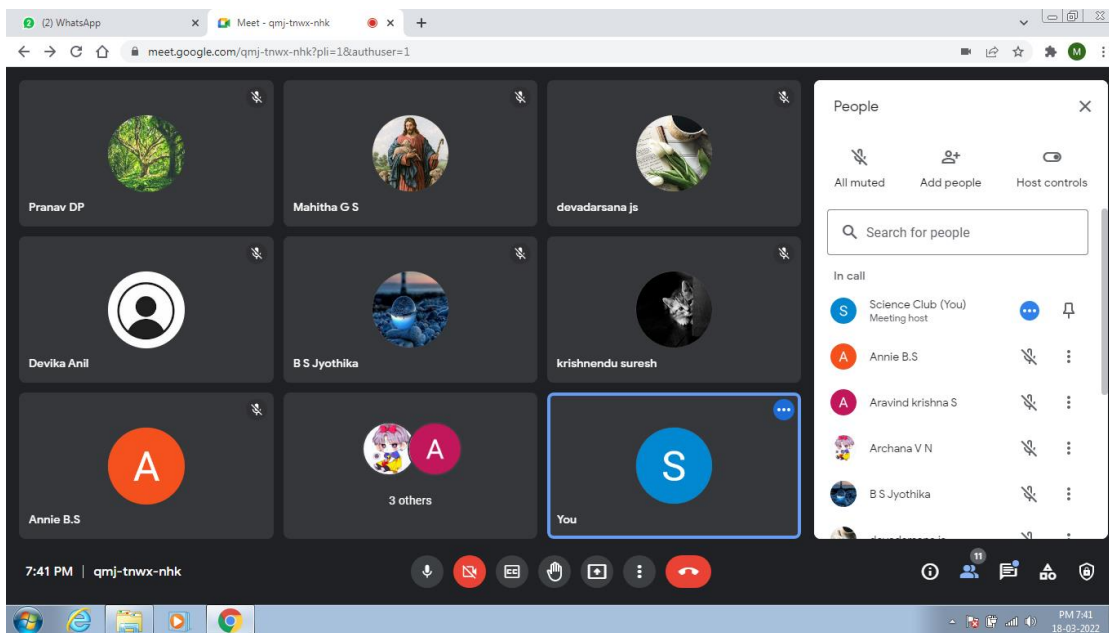 2 (2) WhatsApp
Meet - qmj-tnwx-nhk
meet.google.com/qmj-tnwx-nhk?pli=1&authuser=1
M
Pranav DP
Mahitha G S
devadarsana js
Devika Anil
B S Jyothika
krishnendu suresh
A
Annie B.S
A
3 others
S
You
People
All muted
Add people
Host controls
Search for people
In call
S
Science Club (You)
Meeting host
A
Annie B.S
A
Aravind krishna S
Archana V N
B S Jyothika
7:41 PM | qmj-tnwx-nhk
CC
11
PM 7:41
18-03-2022